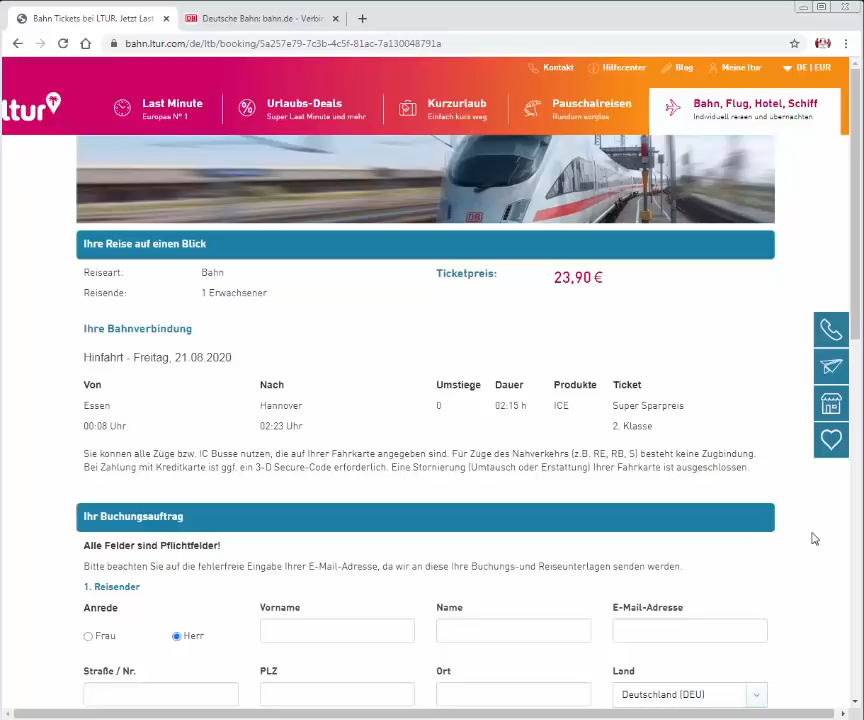 Bahn Tickets bei LTUR. Jetzt Last
Deutsche Bahn: bahn.de - Verbin
bahn.ltur.com/de/ltb/booking/5a257e79-7c3b-4c5f-81ac-7a130048791a
Kontakt Hilfecenter Blog Meine ltur DE | EUR
ltur
Last Minute
Europas N° 1
Urlaubs-Deals
Super Last Minute und mehr
Kurzurlaub
Einfach kurz weg
Pauschalreisen
Rundum sorglos
Bahn, Flug, Hotel, Schiff
Individuell reisen und übernachten
DB
Ihre Reise auf einen Blick
Reiseart: Bahn Ticketpreis: 23,90 €
Reisende: 1 Erwachsener
Ihre Bahnverbindung
Hinfahrt - Freitag, 21.08.2020
Von Nach Umstiege Dauer Produkte Ticket
Essen Hannover 0 02:15 h ICE Super Sparpreis
00:08 Uhr 02:23 Uhr 2. Klasse
Sie können alle Züge bzw. IC Busse nutzen, die auf Ihrer Fahrkarte angegeben sind. Für Züge des Nahverkehrs (z.B. RE, RB, S) besteht keine Zugbindung.
Bei Zahlung mit Kreditkarte ist ggf. ein 3-D Secure-Code erforderlich. Eine Stornierung (Umtausch oder Erstattung) Ihrer Fahrkarte ist ausgeschlossen.
Ihr Buchungsauftrag
Alle Felder sind Pflichtfelder!
Bitte beachten Sie auf die fehlerfreie Eingabe Ihrer E-Mail-Adresse, da wir an diese Ihre Buchungs-und Reiseunterlagen senden werden.
1. Reisender
Anrede Vorname Name E-Mail-Adresse
Frau Herr
Straße / Nr. PLZ Ort Land
Deutschland (DEU)